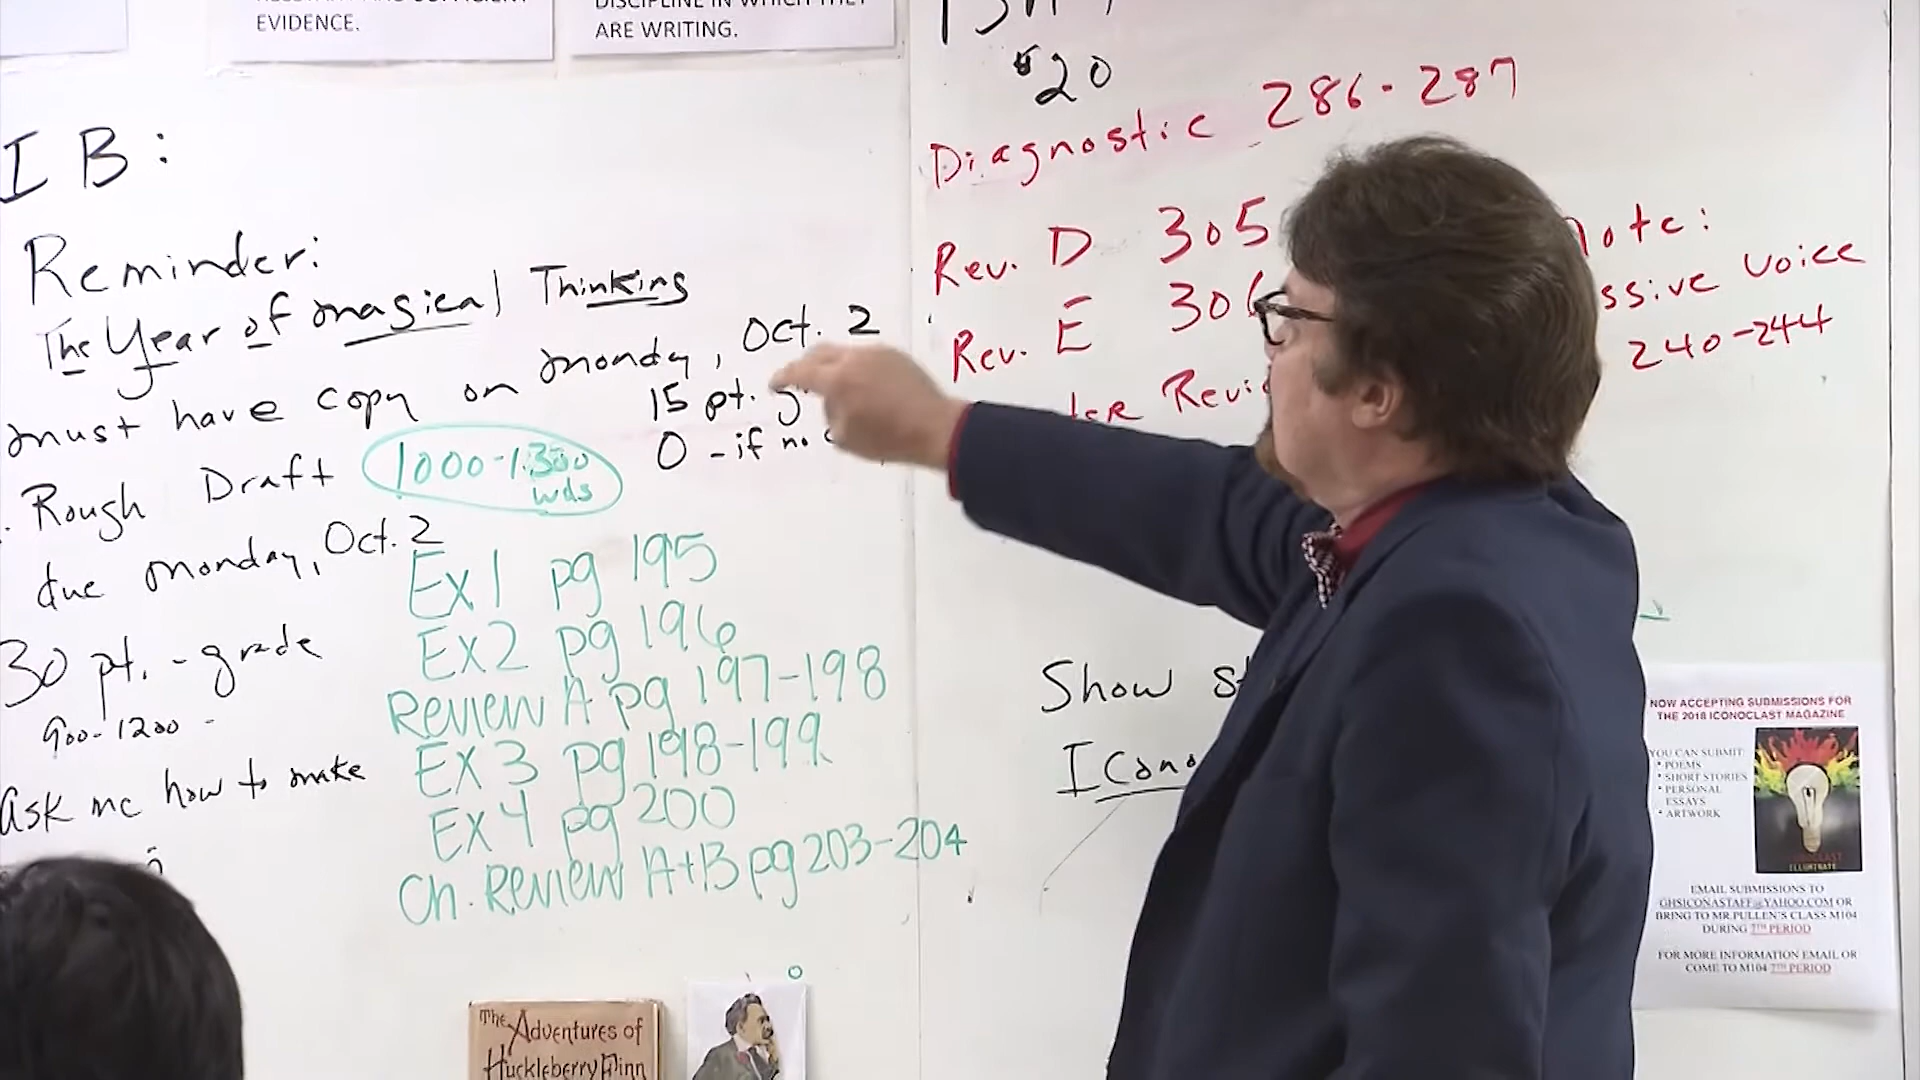 EVIDENCE.
DISCIPLINE IN WHICH THEY
ARE WRITING.
IB:
Reminder:
The Year of Magical Thinking
must have copy on Monday, Oct. 2
15 pt.
0 - if no
Rough Draft 1000-1300
wds
due Monday, Oct. 2
30 pt. - grade
900-1200
Ask me how to make
Ex 1 pg 195
Ex 2 pg 196
Review A pg 197-198
Ex 3 pg 198-199
Ex 4 pg 200
Ch. Review A+B pg 203-204
$20
Diagnostic 286-287
Rev. D 305
Rev. E
note:
voice
240-244
Show
NOW ACCEPTING SUBMISSIONS FOR
THE 2018 ICONOCLAST MAGAZINE
YOU CAN SUBMIT:
• POEMS
• SHORT STORIES
• PERSONAL
ESSAYS
• ARTWORK
EMAIL SUBMISSIONS TO
GHSICONASTAFF@YAHOO.COM OR
BRING TO MR.PULLEN'S CLASS M104
DURING 7TH PERIOD
FOR MORE INFORMATION EMAIL OR
COME TO M104 7TH PERIOD
The Adventures of
Huckleberry Finn